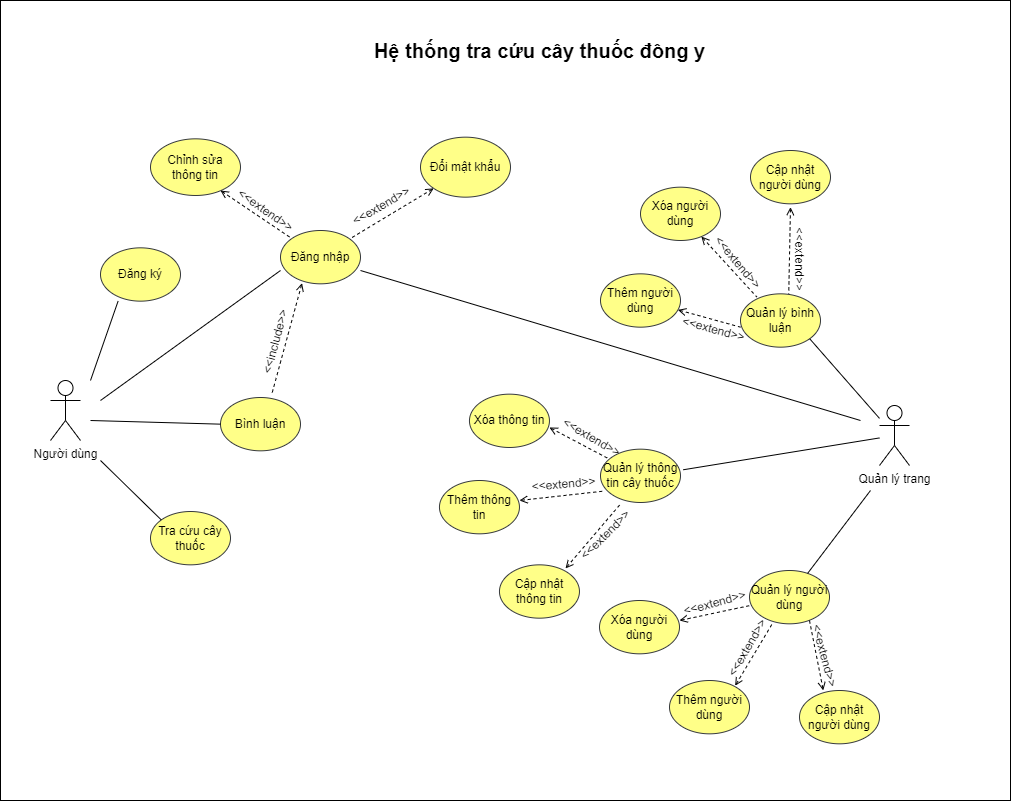 Hệ thống tra cứu cây thuốc đông y
Chỉnh sửa
thông tin
Đổi mật khẩu
<<extend>>
<<extend>>
Đăng nhập
Đăng ký
<<include>>
Bình luận
Người dùng
Tra cứu cây
thuốc
Cập nhật
người dùng
Xóa người
dùng
<<extend>>
<<extend>>
Thêm người
dùng
<<extend>>
Quản lý bình
luận
Xóa thông tin
<<extend>>
Quản lý thông
tin cây thuốc
<<extend>>
Thêm thông
tin
<<extend>>
Cập nhật
thông tin
Quản lý trang
Quản lý người
dùng
<<extend>>
Xóa người
dùng
<<extend>>
<<extend>>
Thêm người
dùng
Cập nhật
người dùng